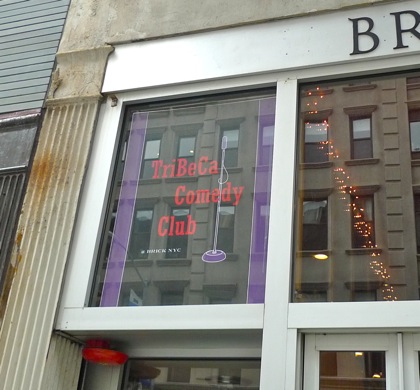 BR
TriBeCa
Comedy
Club
@ BRICK NYC